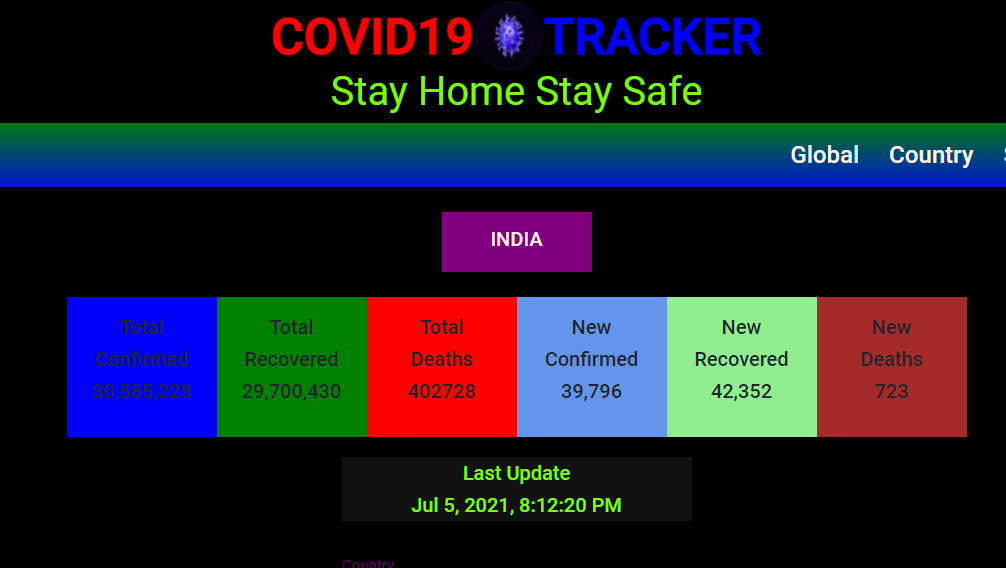 COVID19 TRACKER
Stay Home Stay Safe
Global Country
INDIA
Total Confirmed 30,585,229
Total Recovered 29,700,430
Total Deaths 402728
New Confirmed 39,796
New Recovered 42,352
New Deaths 723
Last Update
Jul 5, 2021, 8:12:20 PM
Country